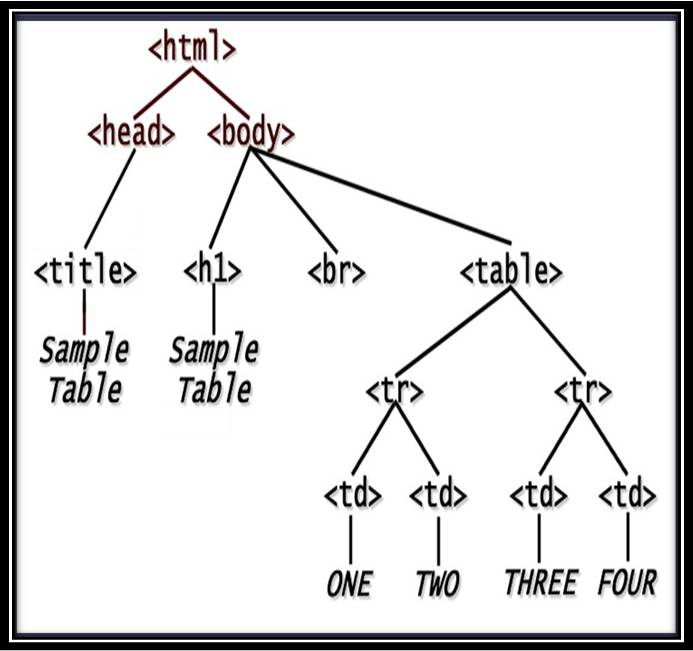 <html>
<head> <body>
<title> <h1> <br> <table>
Sample Sample
Table Table
<tr> <tr>
<td> <td> <td> <td>
ONE TWO THREE FOUR